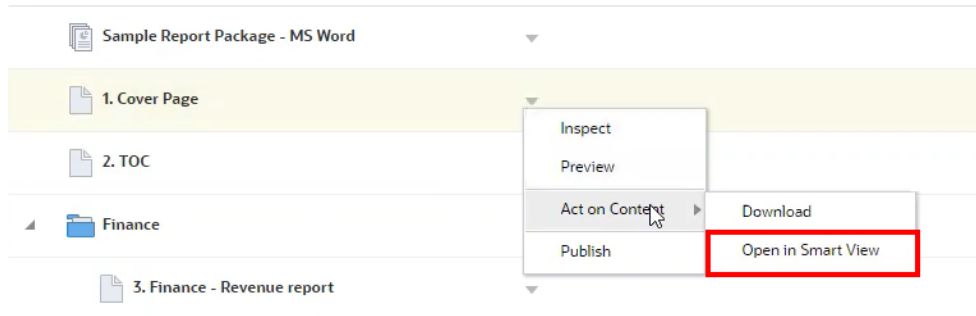 Sample Report Package - MS Word
1. Cover Page
Inspect
Preview
2. TOC
Act on Content
Download
Finance
Publish
Open in Smart View
3. Finance - Revenue report